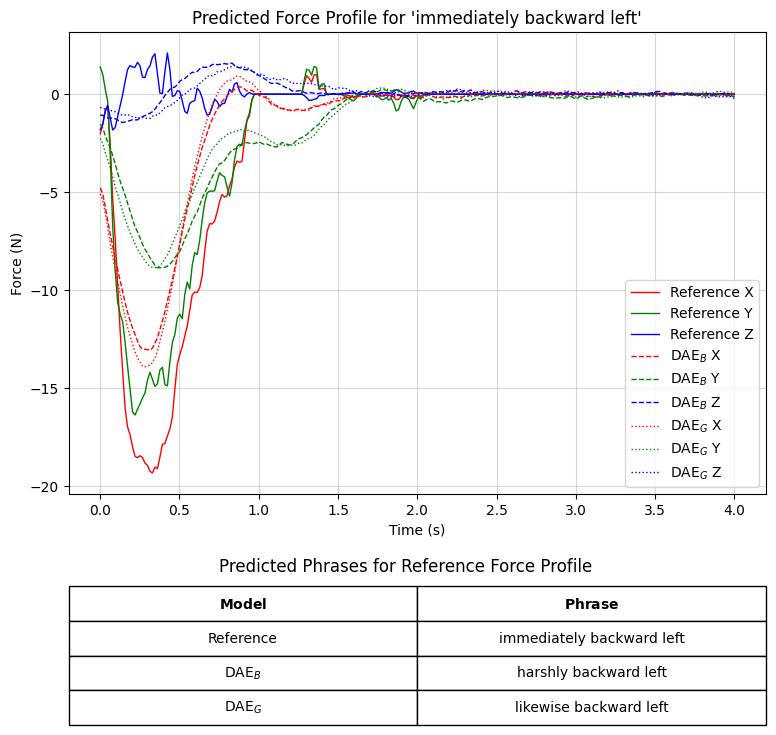 Predicted Force Profile for 'immediately backward left'
Force (N)
0
−5
−10
−15
−20
Reference X
Reference Y
Reference Z
DAE_B X
DAE_B Y
DAE_B Z
DAE_G X
DAE_G Y
DAE_G Z
0.0 0.5 1.0 1.5 2.0 2.5 3.0 3.5 4.0
Time (s)
Predicted Phrases for Reference Force Profile
Model Phrase
Reference immediately backward left
DAE_B harshly backward left
DAE_G likewise backward left